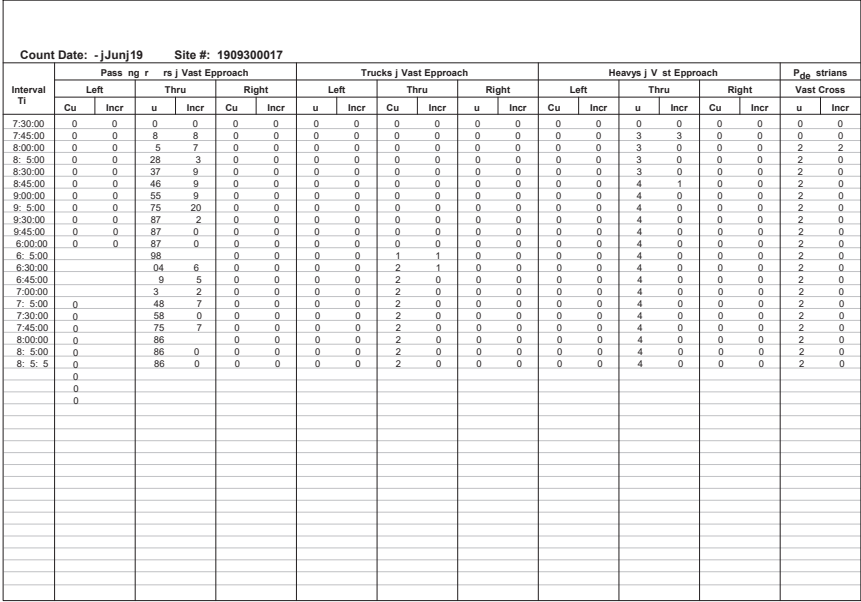 Count Date: - jJunj19 Site #: 1909300017
Pass ng r rs j Vast Epproach Trucks j Vast Epproach Heavys j V st Epproach Pde strians
Interval Left Thru Right Left Thru Right Left Thru Right Vast Cross
Ti Cu Incr u Incr Cu Incr u Incr Cu Incr u Incr Cu Incr u Incr Cu Incr u Incr
7:30:00 0 0 0 0 0 0 0 0 0 0 0 0 0 0 0 0 0 0 0 0
7:45:00 0 0 8 8 0 0 0 0 0 0 0 0 0 0 3 3 0 0 0 0
8:00:00 0 0 5 7 0 0 0 0 0 0 0 0 0 0 3 0 0 0 2 2
8: 5:00 0 0 28 3 0 0 0 0 0 0 0 0 0 0 3 0 0 0 2 0
8:30:00 0 0 37 9 0 0 0 0 0 0 0 0 0 0 3 0 0 0 2 0
8:45:00 0 0 46 9 0 0 0 0 0 0 0 0 0 0 4 1 0 0 2 0
9:00:00 0 0 55 9 0 0 0 0 0 0 0 0 0 0 4 0 0 0 2 0
9: 5:00 0 0 75 20 0 0 0 0 0 0 0 0 0 0 4 0 0 0 2 0
9:30:00 0 0 87 2 0 0 0 0 0 0 0 0 0 0 4 0 0 0 2 0
9:45:00 0 0 87 0 0 0 0 0 0 0 0 0 0 0 4 0 0 0 2 0
6:00:00 0 0 87 0 0 0 0 0 0 0 0 0 0 0 4 0 0 0 2 0
6: 5:00 98 0 0 0 0 1 1 0 0 0 0 4 0 0 0 2 0
6:30:00 04 6 0 0 0 0 2 1 0 0 0 0 4 0 0 0 2 0
6:45:00 9 5 0 0 0 0 2 0 0 0 0 0 4 0 0 0 2 0
7:00:00 3 2 0 0 0 0 2 0 0 0 0 0 4 0 0 0 2 0
7: 5:00 0 48 7 0 0 0 0 2 0 0 0 0 0 4 0 0 0 2 0
7:30:00 0 58 0 0 0 0 0 2 0 0 0 0 0 4 0 0 0 2 0
7:45:00 0 75 7 0 0 0 0 2 0 0 0 0 0 4 0 0 0 2 0
8:00:00 0 86 0 0 0 0 2 0 0 0 0 0 4 0 0 0 2 0
8: 5:00 0 86 0 0 0 0 0 2 0 0 0 0 0 4 0 0 0 2 0
8: 5: 5 0 86 0 0 0 0 0 2 0 0 0 0 0 4 0 0 0 2 0
0
0
0